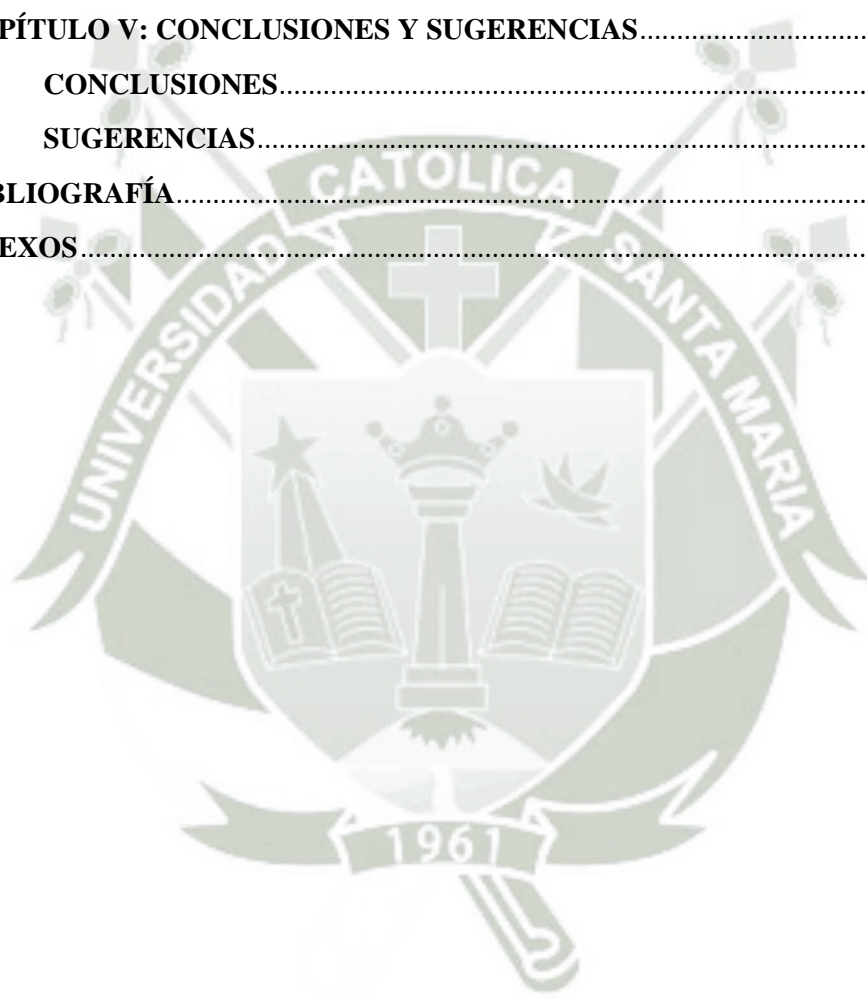 PÍTULO V: CONCLUSIONES Y SUGERENCIAS
CONCLUSIONES
SUGERENCIAS
BLIOGRAFÍA
EXOS
UNIVERSIDAD CATOLICA SANTA MARIA
1961